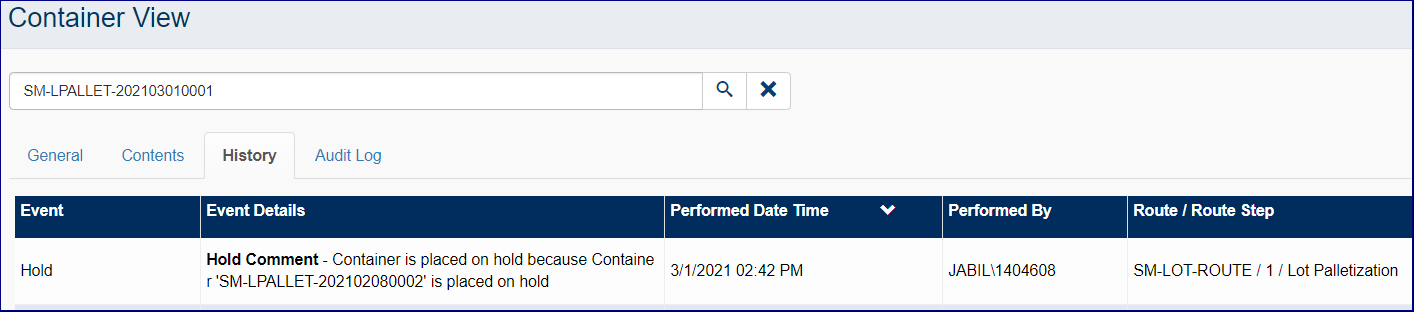 Container View
SM-LPALLET-202103010001
General Contents History Audit Log
Event Event Details Performed Date Time Performed By Route / Route Step
Hold Comment - Container is placed on hold because Containe
Hold 3/1/2021 02:42 PM JABIL\1404608 SM-LOT-ROUTE / 1 / Lot Palletization
r 'SM-LPALLET-202102080002' is placed on hold